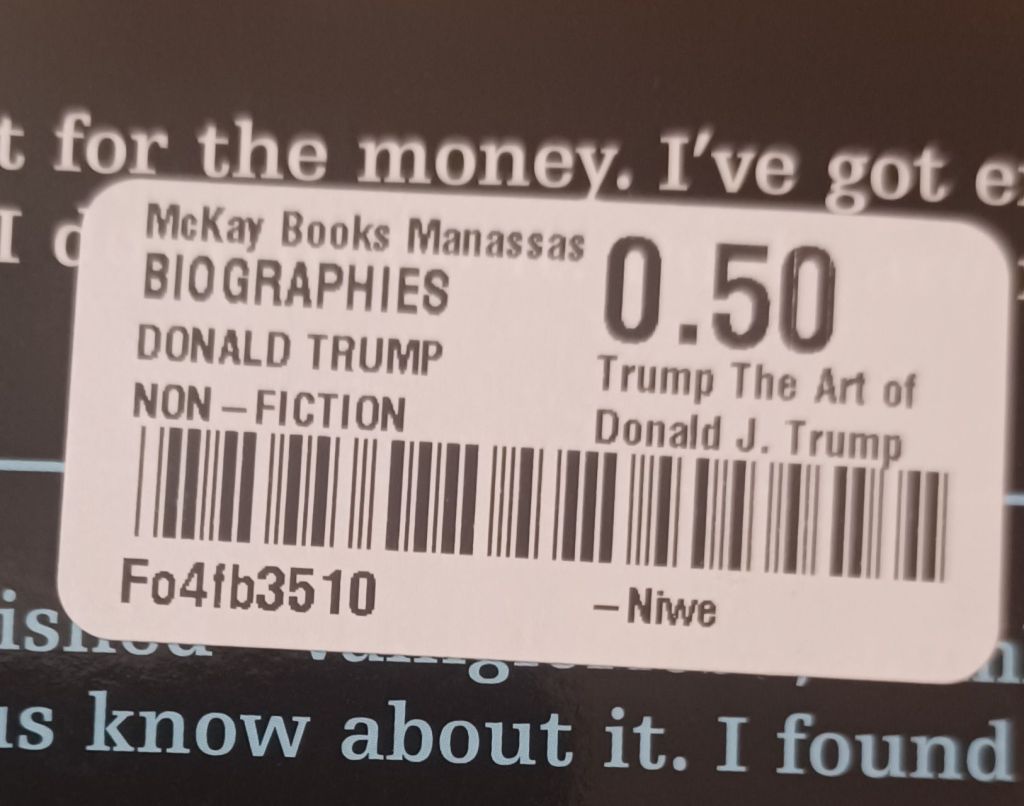 t for the money. I've got
I
McKay Books Manassas
0.50
BIOGRAPHIES
DONALD TRUMP
Trump The Art of
NON – FICTION
Donald J. Trump
Fo4fb3510
– Niwe
us know about it. I found